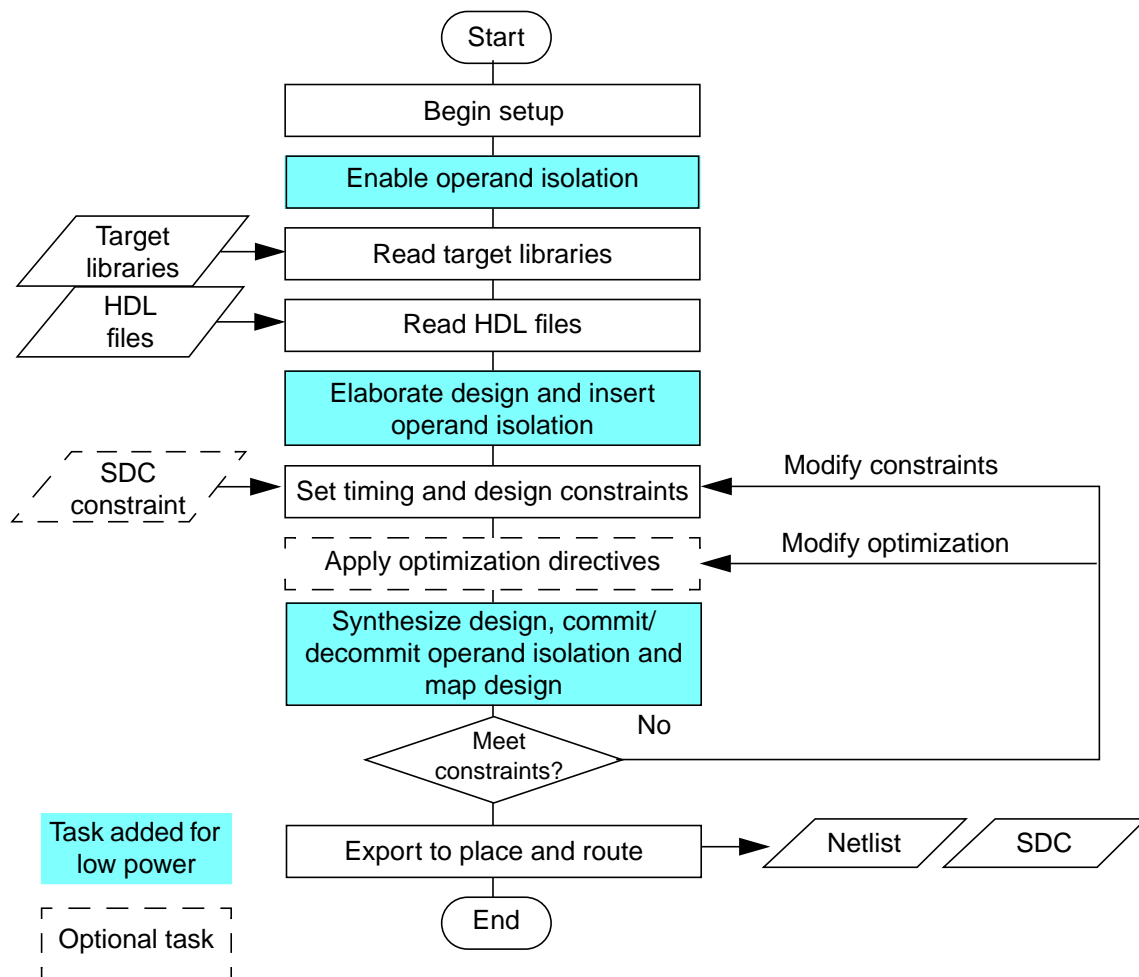 Start
Begin setup
Enable operand isolation
Target
libraries
Read target libraries
HDL
files
Read HDL files
Elaborate design and insert
operand isolation
SDC
constraint
Set timing and design constraints
Modify constraints
Apply optimization directives
Modify optimization
Synthesize design, commit/
decommit operand isolation and
map design
No
Meet
constraints?
Task added for
low power
Export to place and route
Netlist
SDC
End
Optional task